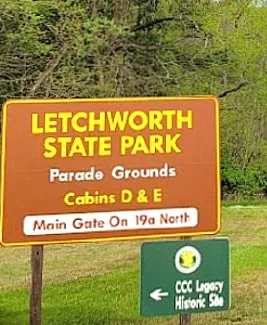 LETCHWORTH
STATE PARK
Parade Grounds
Cabins D & E
Main Gate On 19a North
CCC Legacy
Historic Site